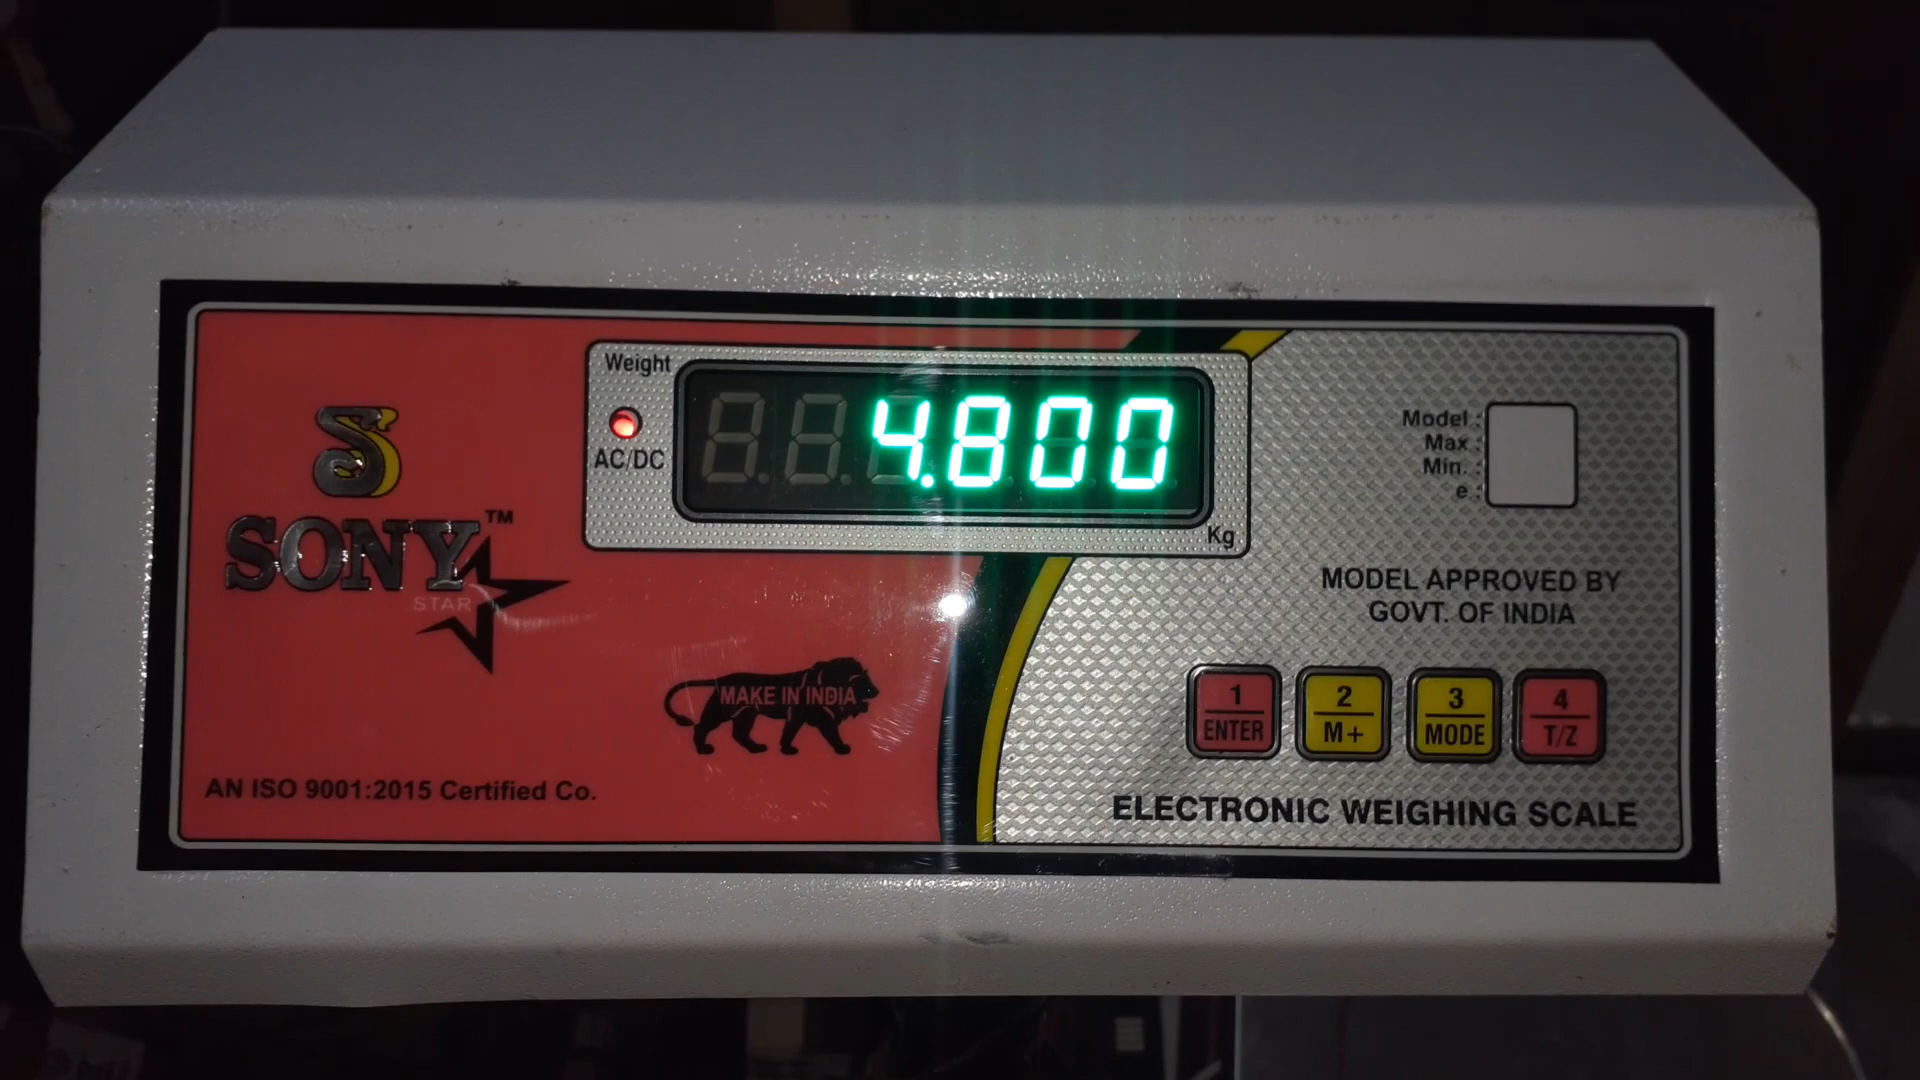 Weight
4.800
AC/DC
Kg
Model :
Max :
Min. :
e :
SONY™
STAR
MODEL APPROVED BY
GOVT. OF INDIA
MAKE IN INDIA
1
ENTER
2
M+
3
MODE
4
T/Z
AN ISO 9001:2015 Certified Co.
ELECTRONIC WEIGHING SCALE